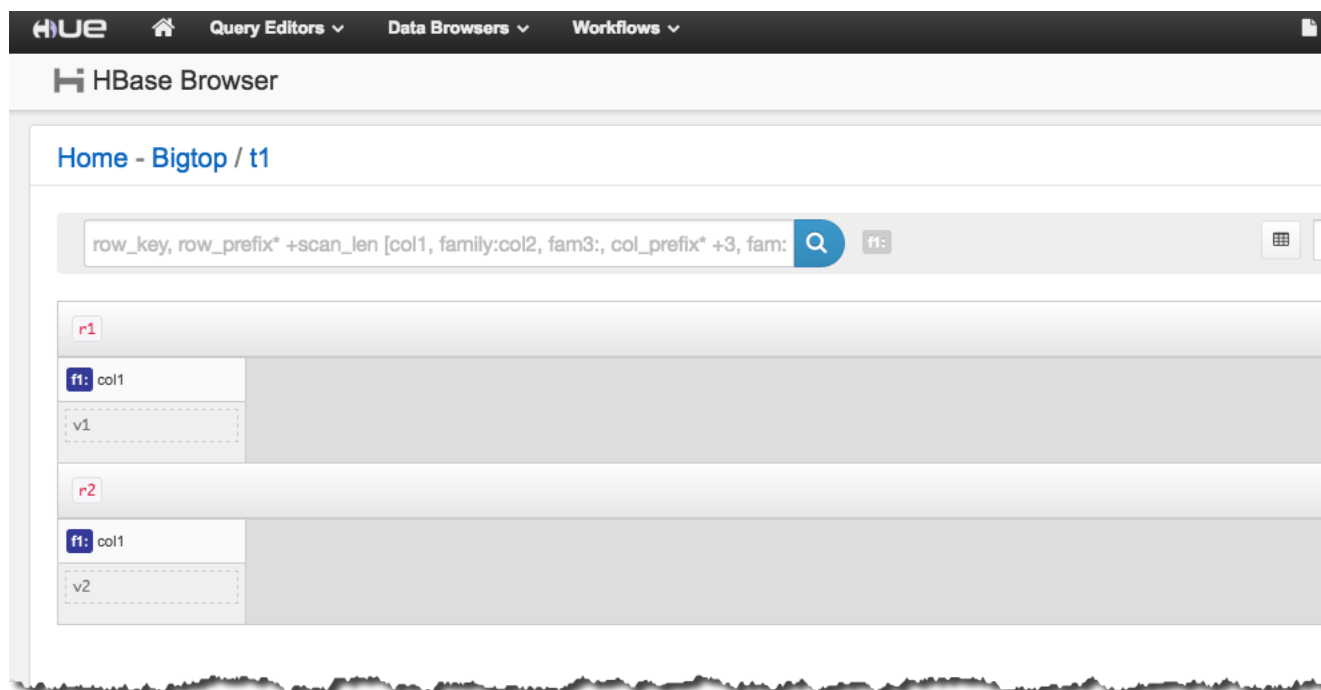 HUE Query Editors Data Browsers Workflows
HBase Browser
Home - Bigtop / t1
row_key, row_prefix* +scan_len [col1, family:col2, fam3:, col_prefix* +3, fam: f1:
r1
f1: col1
v1
r2
f1: col1
v2